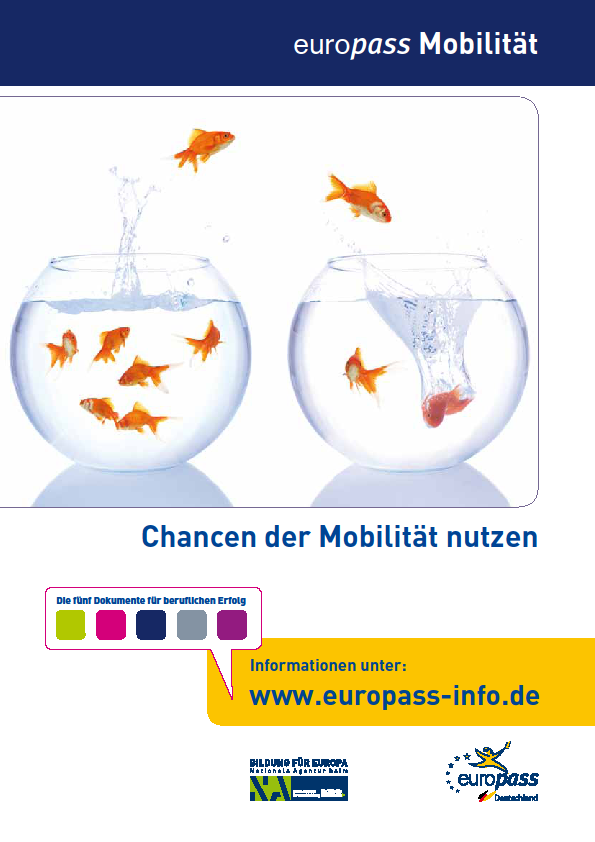 europass Mobilität
Chancen der Mobilität nutzen
Die fünf Dokumente für beruflichen Erfolg
Informationen unter:
www.europass-info.de
BILDUNG FÜR EUROPA
Nationale Agentur beim
NA
europass
Deutschland